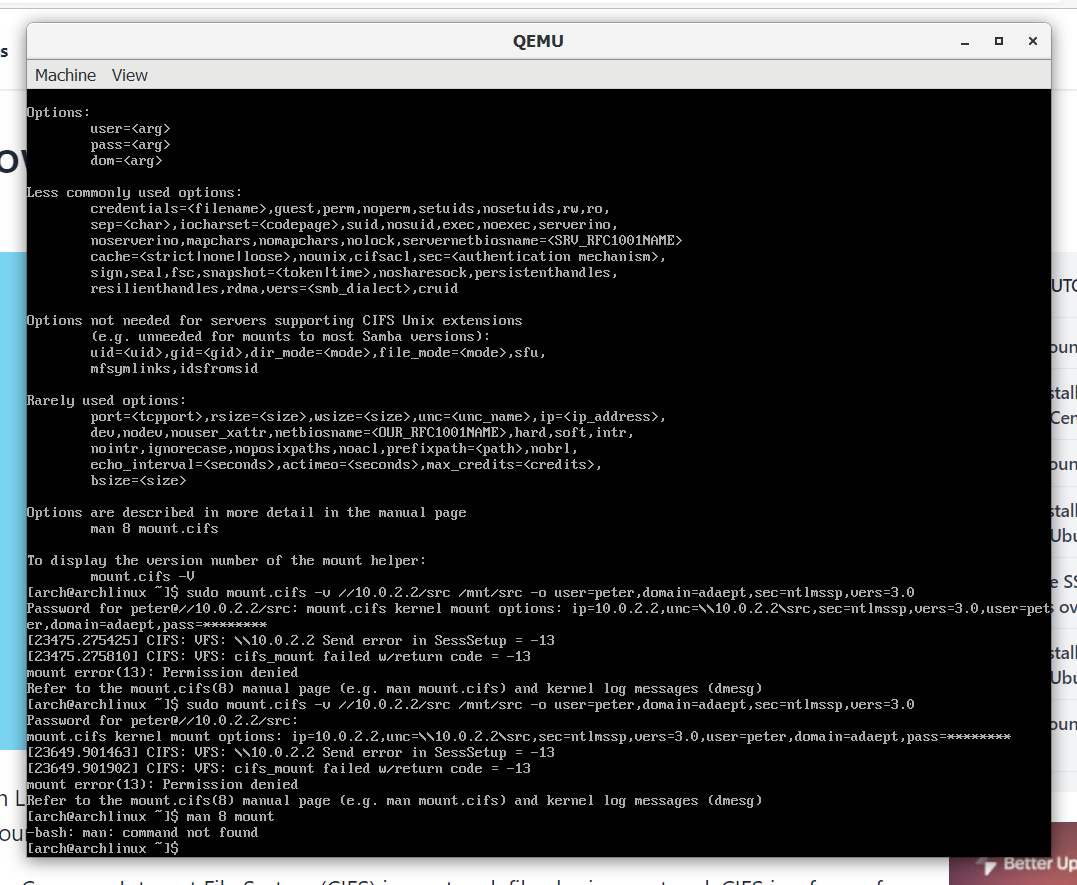 QEMU
Machine View
Options:
user=<arg>
pass=<arg>
dom=<arg>
Less commonly used options:
credentials=<filename>,guest,perm,noperm,setuids,nosetuids,rw,ro,
sep=<char>,iocharset=<codepage>,suid,nosuid,exec,noexec,serverino,
noserverino,mapchars,nomapchars,nolock,servernetbiosname=<SRV_RFC1001NAME>
cache=<strict|none|loose>,nounix,cifsacl,sec=<authentication mechanism>,
sign,seal,fsc,snapshot=<token|time>,nosharesock,persistenthandles,
resilienthandles,rdma,vers=<smb_dialect>,cruid
Options not needed for servers supporting CIFS Unix extensions
(e.g. unneeded for mounts to most Samba versions):
uid=<uid>,gid=<gid>,dir_mode=<mode>,file_mode=<mode>,sfu,
mfsymlinks,idsfromsid
Rarely used options:
port=<tcpport>,rsize=<size>,wsize=<size>,unc=<unc_name>,ip=<ip_address>,
dev,nodev,nouser_xattr,netbiosname=<OUR_RFC1001NAME>,hard,soft,intr,
nointr,ignorecase,noposixpaths,noacl,prefixpath=<path>,nobrl,
echo_interval=<seconds>,actimeo=<seconds>,max_credits=<credits>,
bsize=<size>
Options are described in more detail in the manual page
man 8 mount.cifs
To display the version number of the mount helper:
mount.cifs -V
[arch@archlinux ~]$ sudo mount.cifs -v //10.0.2.2/src /mnt/src -o user=peter,domain=adaept,sec=ntlmssp,vers=3.0
Password for peter@//10.0.2.2/src: mount.cifs kernel mount options: ip=10.0.2.2,unc=\\10.0.2.2\src,sec=ntlmssp,vers=3.0,user=pet
er,domain=adaept,pass=********
[23475.275425] CIFS: VFS: \\10.0.2.2 Send error in SessSetup = -13
[23475.275810] CIFS: VFS: cifs_mount failed w/return code = -13
mount error(13): Permission denied
Refer to the mount.cifs(8) manual page (e.g. man mount.cifs) and kernel log messages (dmesg)
[arch@archlinux ~]$ sudo mount.cifs -v //10.0.2.2/src /mnt/src -o user=peter,domain=adaept,sec=ntlmssp,vers=3.0
Password for peter@//10.0.2.2/src:
mount.cifs kernel mount options: ip=10.0.2.2,unc=\\10.0.2.2\src,sec=ntlmssp,vers=3.0,user=peter,domain=adaept,pass=********
[23649.901463] CIFS: VFS: \\10.0.2.2 Send error in SessSetup = -13
[23649.901902] CIFS: VFS: cifs_mount failed w/return code = -13
mount error(13): Permission denied
Refer to the mount.cifs(8) manual page (e.g. man mount.cifs) and kernel log messages (dmesg)
[arch@archlinux ~]$ man 8 mount
-bash: man: command not found
[arch@archlinux ~]$
Better Up